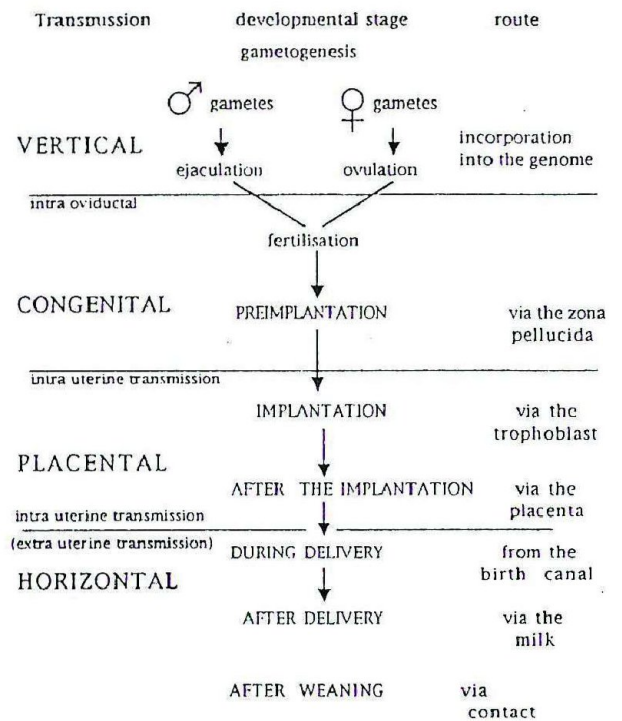 Transmission developmental stage route
gametogenesis
♂ gametes ♀ gametes
VERTICAL incorporation
into the genome
ejaculation ovulation
intra oviductal
fertilisation
CONGENITAL PREIMPLANTATION via the zona
pellucida
intra uterine transmission
IMPLANTATION via the
trophoblast
PLACENTAL
AFTER THE IMPLANTATION via the
placenta
intra uterine transmission
(extra uterine transmission)
DURING DELIVERY from the
birth canal
HORIZONTAL
AFTER DELIVERY via the
milk
AFTER WEANING via
contact